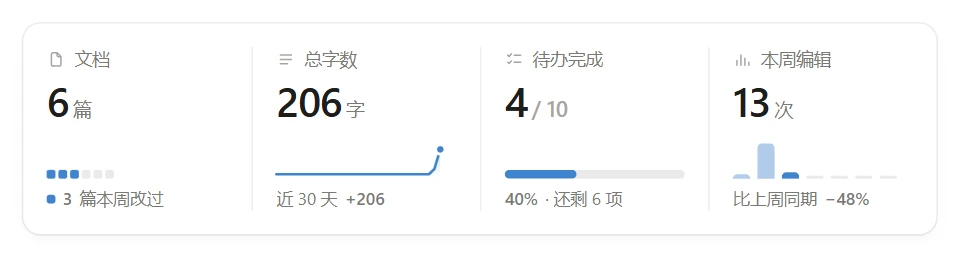 文档
6篇
3 篇本周改过
总字数
206字
近 30 天 +206
待办完成
4/ 10
40% · 还剩 6 项
本周编辑
13次
比上周同期 −48%